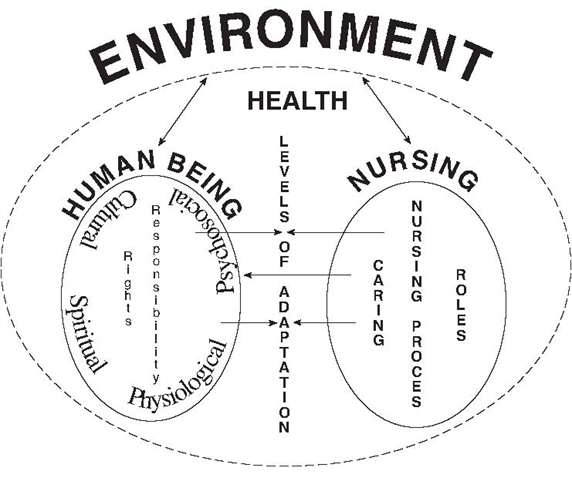 ENVIRONMENT
HEALTH
HUMAN BEING
Cultural
Psychosocial
Rights
Responsibility
Spiritual
Physiological
LEVELS OF ADAPTATION
NURSING
CARING
NURSING PROCES
ROLES